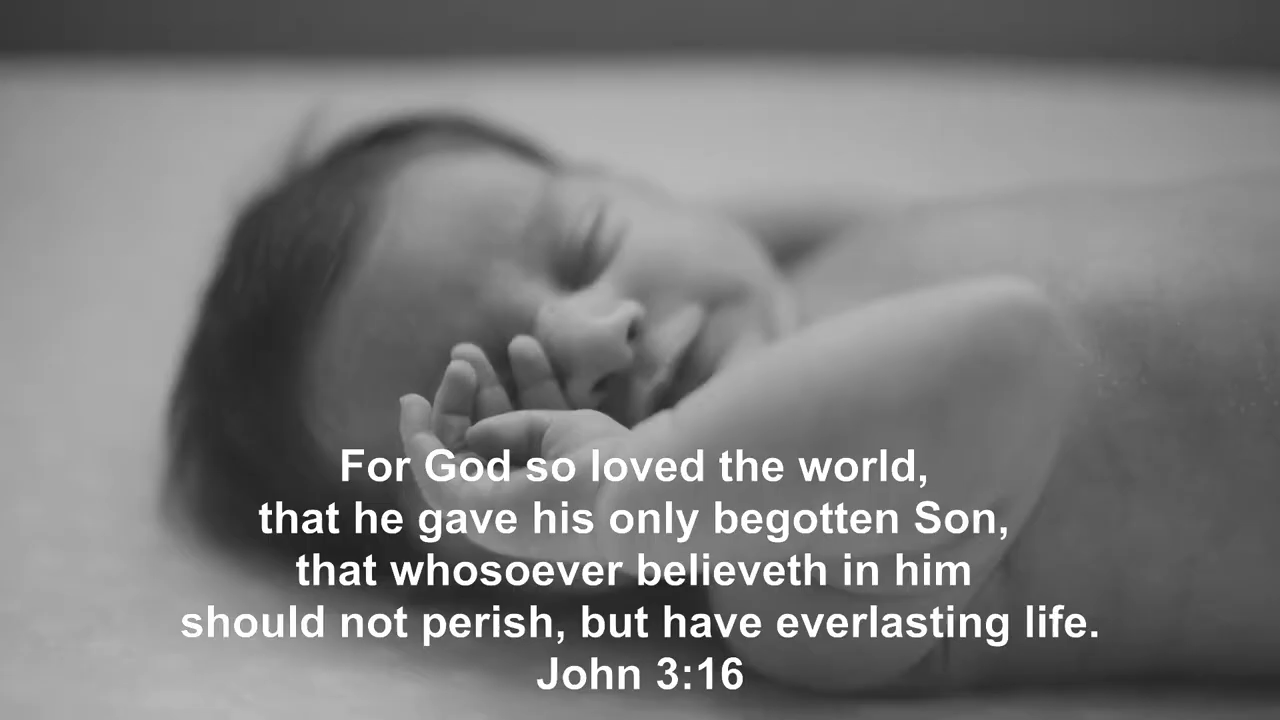 For God so loved the world,
that he gave his only begotten Son,
that whosoever believeth in him
should not perish, but have everlasting life.
John 3:16